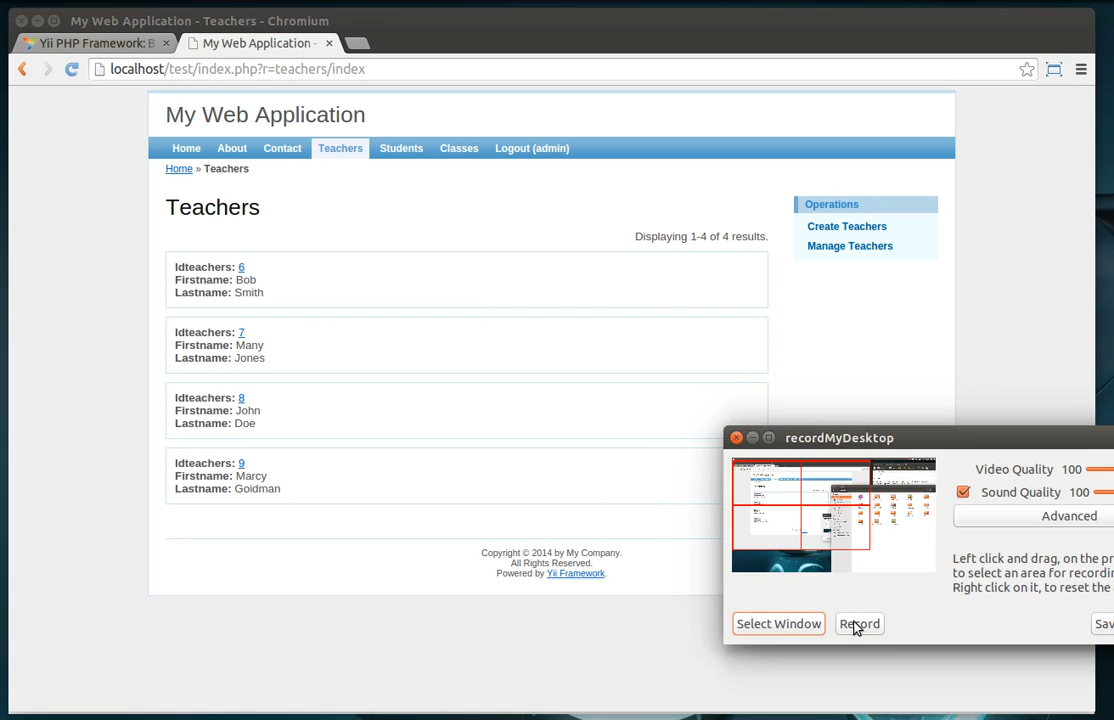 My Web Application - Teachers - Chromium
Yii PHP Framework: B
My Web Application -
localhost/test/index.php?r=teachers/index
My Web Application
Home About Contact Teachers Students Classes Logout (admin)
Home » Teachers
Teachers
Displaying 1-4 of 4 results.
Idteachers: 6
Firstname: Bob
Lastname: Smith
Idteachers: 7
Firstname: Many
Lastname: Jones
Idteachers: 8
Firstname: John
Lastname: Doe
Idteachers: 9
Firstname: Marcy
Lastname: Goidman
Operations
Create Teachers
Manage Teachers
Copyright © 2014 by My Company.
All Rights Reserved.
Powered by Yii Framework.
recordMyDesktop
Video Quality 100
Sound Quality 100
Advanced
Left click and drag, on the pr
to select an area for recordin
Right click on it, to reset the
Select Window
Record
Sav